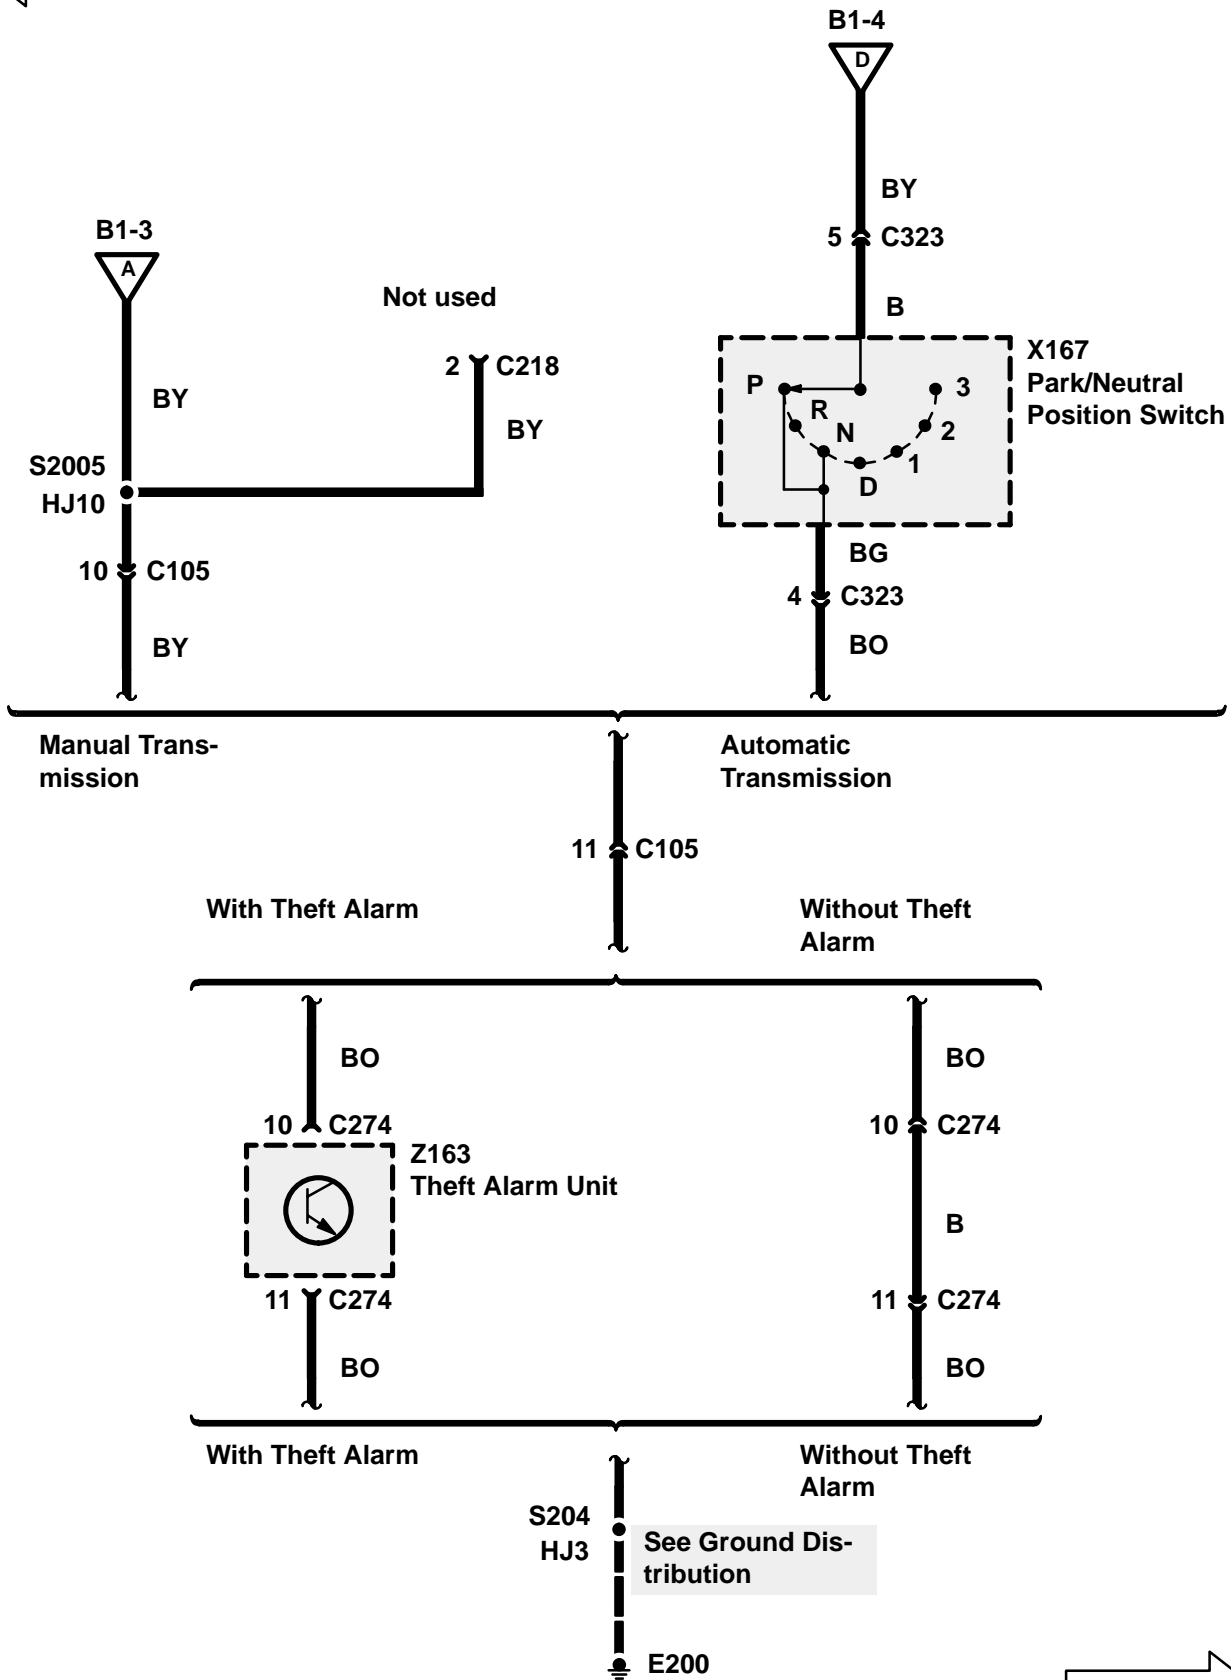 B1-4
D
BY
5 C323
B
B1-3
A
Not used
2 C218
BY
BY
X167
Park/Neutral
Position Switch
P
R
N
D
1
2
3
S2005
HJ10
10 C105
BY
BG
4 C323
BO
Manual Trans-
mission
Automatic
Transmission
11 C105
With Theft Alarm
Without Theft
Alarm
BO
BO
10 C274
10 C274
Z163
Theft Alarm Unit
B
11 C274
11 C274
BO
BO
With Theft Alarm
Without Theft
Alarm
S204
HJ3
See Ground Dis-
tribution
E200